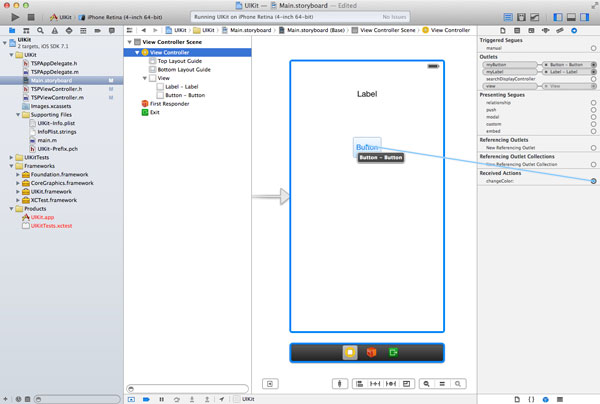 Main.storyboard — Edited
UIKit
iPhone Retina (4-inch 64-bit)
Running UIKit on iPhone Retina (4-inch 64-bit)
No Issues
UIKit
UIKit
Main.storyboard
Main.storyboard (Base)
View Controller Scene
View Controller
UIKit
2 targets, iOS SDK 7.1
UIKit
TSPAppDelegate.h
TSPAppDelegate.m
Main.storyboard
M
TSPViewController.h
M
TSPViewController.m
M
Images.xcassets
Supporting Files
UIKit-Info.plist
InfoPlist.strings
main.m
UIKit-Prefix.pch
UIKitTests
Frameworks
Foundation.framework
CoreGraphics.framework
UIKit.framework
XCTest.framework
Products
UIKit.app
UIKitTests.xctest
View Controller Scene
View Controller
Top Layout Guide
Bottom Layout Guide
View
Label - Label
Button - Button
First Responder
Exit
Label
Button
Button - Button
Triggered Segues
manual
Outlets
myButton
Button - Button
myLabel
Label - Label
searchDisplayController
view
View
Presenting Segues
relationship
push
modal
custom
embed
Referencing Outlets
New Referencing Outlet
Referencing Outlet Collections
New Referencing Outlet Collection
Received Actions
changeColor:
UIKit